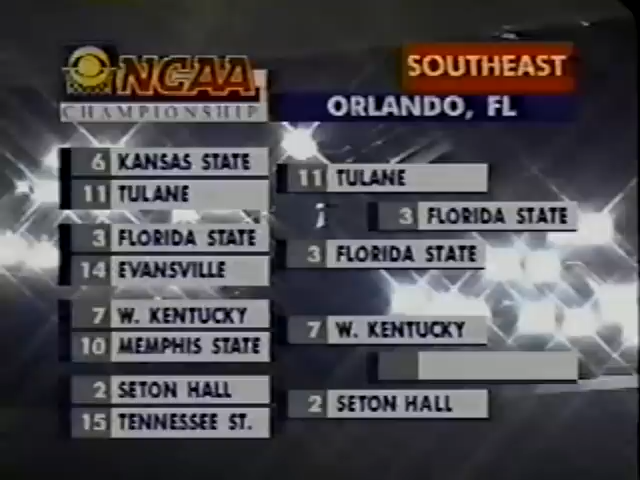 NCAA
CHAMPIONSHIP
SOUTHEAST
ORLANDO, FL
6 KANSAS STATE
11 TULANE
3 FLORIDA STATE
14 EVANSVILLE
7 W. KENTUCKY
10 MEMPHIS STATE
2 SETON HALL
15 TENNESSEE ST.
11 TULANE
3 FLORIDA STATE
7 W. KENTUCKY
2 SETON HALL
3 FLORIDA STATE